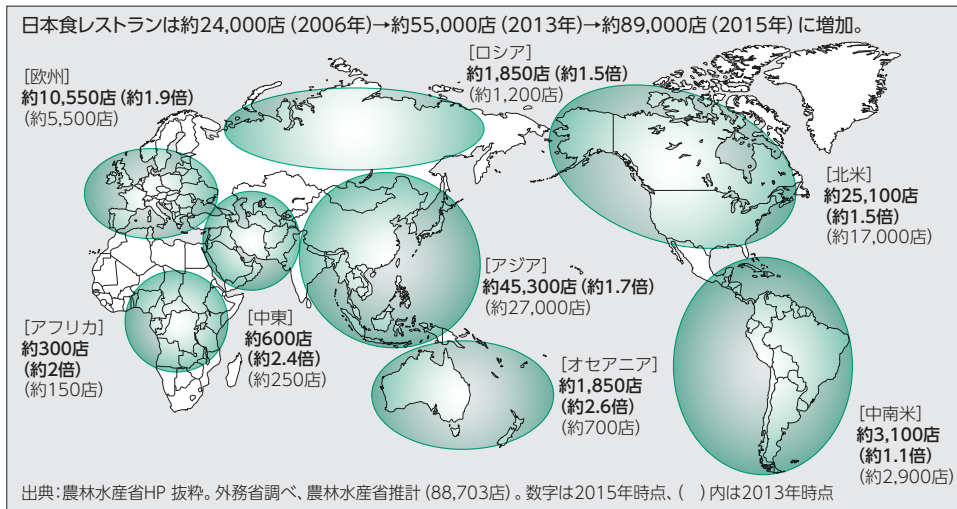 日本食レストランは約24,000店（2006年）→約55,000店（2013年）→約89,000店（2015年）に増加。
[欧州]
約10,550店（約1.9倍）
（約5,500店）
[ロシア]
約1,850店（約1.5倍）
（約1,200店）
[北米]
約25,100店
（約1.5倍）
（約17,000店）
[アジア]
約45,300店（約1.7倍）
（約27,000店）
[中東]
約600店
（約2.4倍）
（約250店）
[アフリカ]
約300店
（約2倍）
（約150店）
[オセアニア]
約1,850店
（約2.6倍）
（約700店）
[中南米]
約3,100店
（約1.1倍）
（約2,900店）
出典：農林水産省HP 抜粋。外務省調べ、農林水産省推計（88,703店）。数字は2015年時点、（　）内は2013年時点